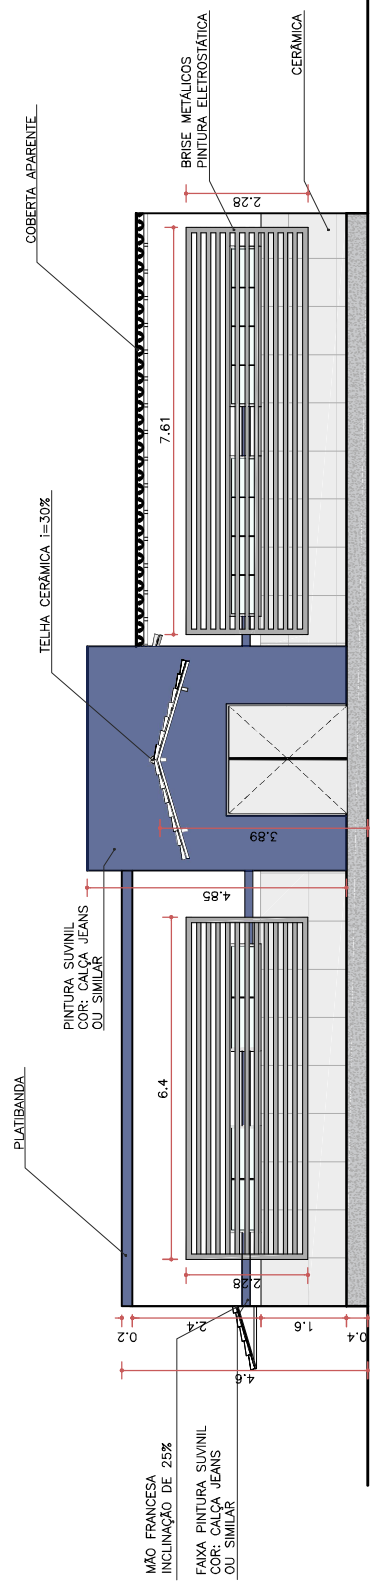 MÃO FRANCESA
INCLINAÇÃO DE 25%
FAIXA PINTURA SUVINIL
COR: CALÇA JEANS
OU SIMILAR
PLATIBANDA
PINTURA SUVINIL
COR: CALÇA JEANS
OU SIMILAR
TELHA CERÂMICA i=30%
COBERTA APARENTE
BRISE METÁLICOS
PINTURA ELETROSTÁTICA
CERÂMICA
0.2
2.4
4.6
1.6
0.4
2.28
6.4
4.85
3.89
7.61
2.28